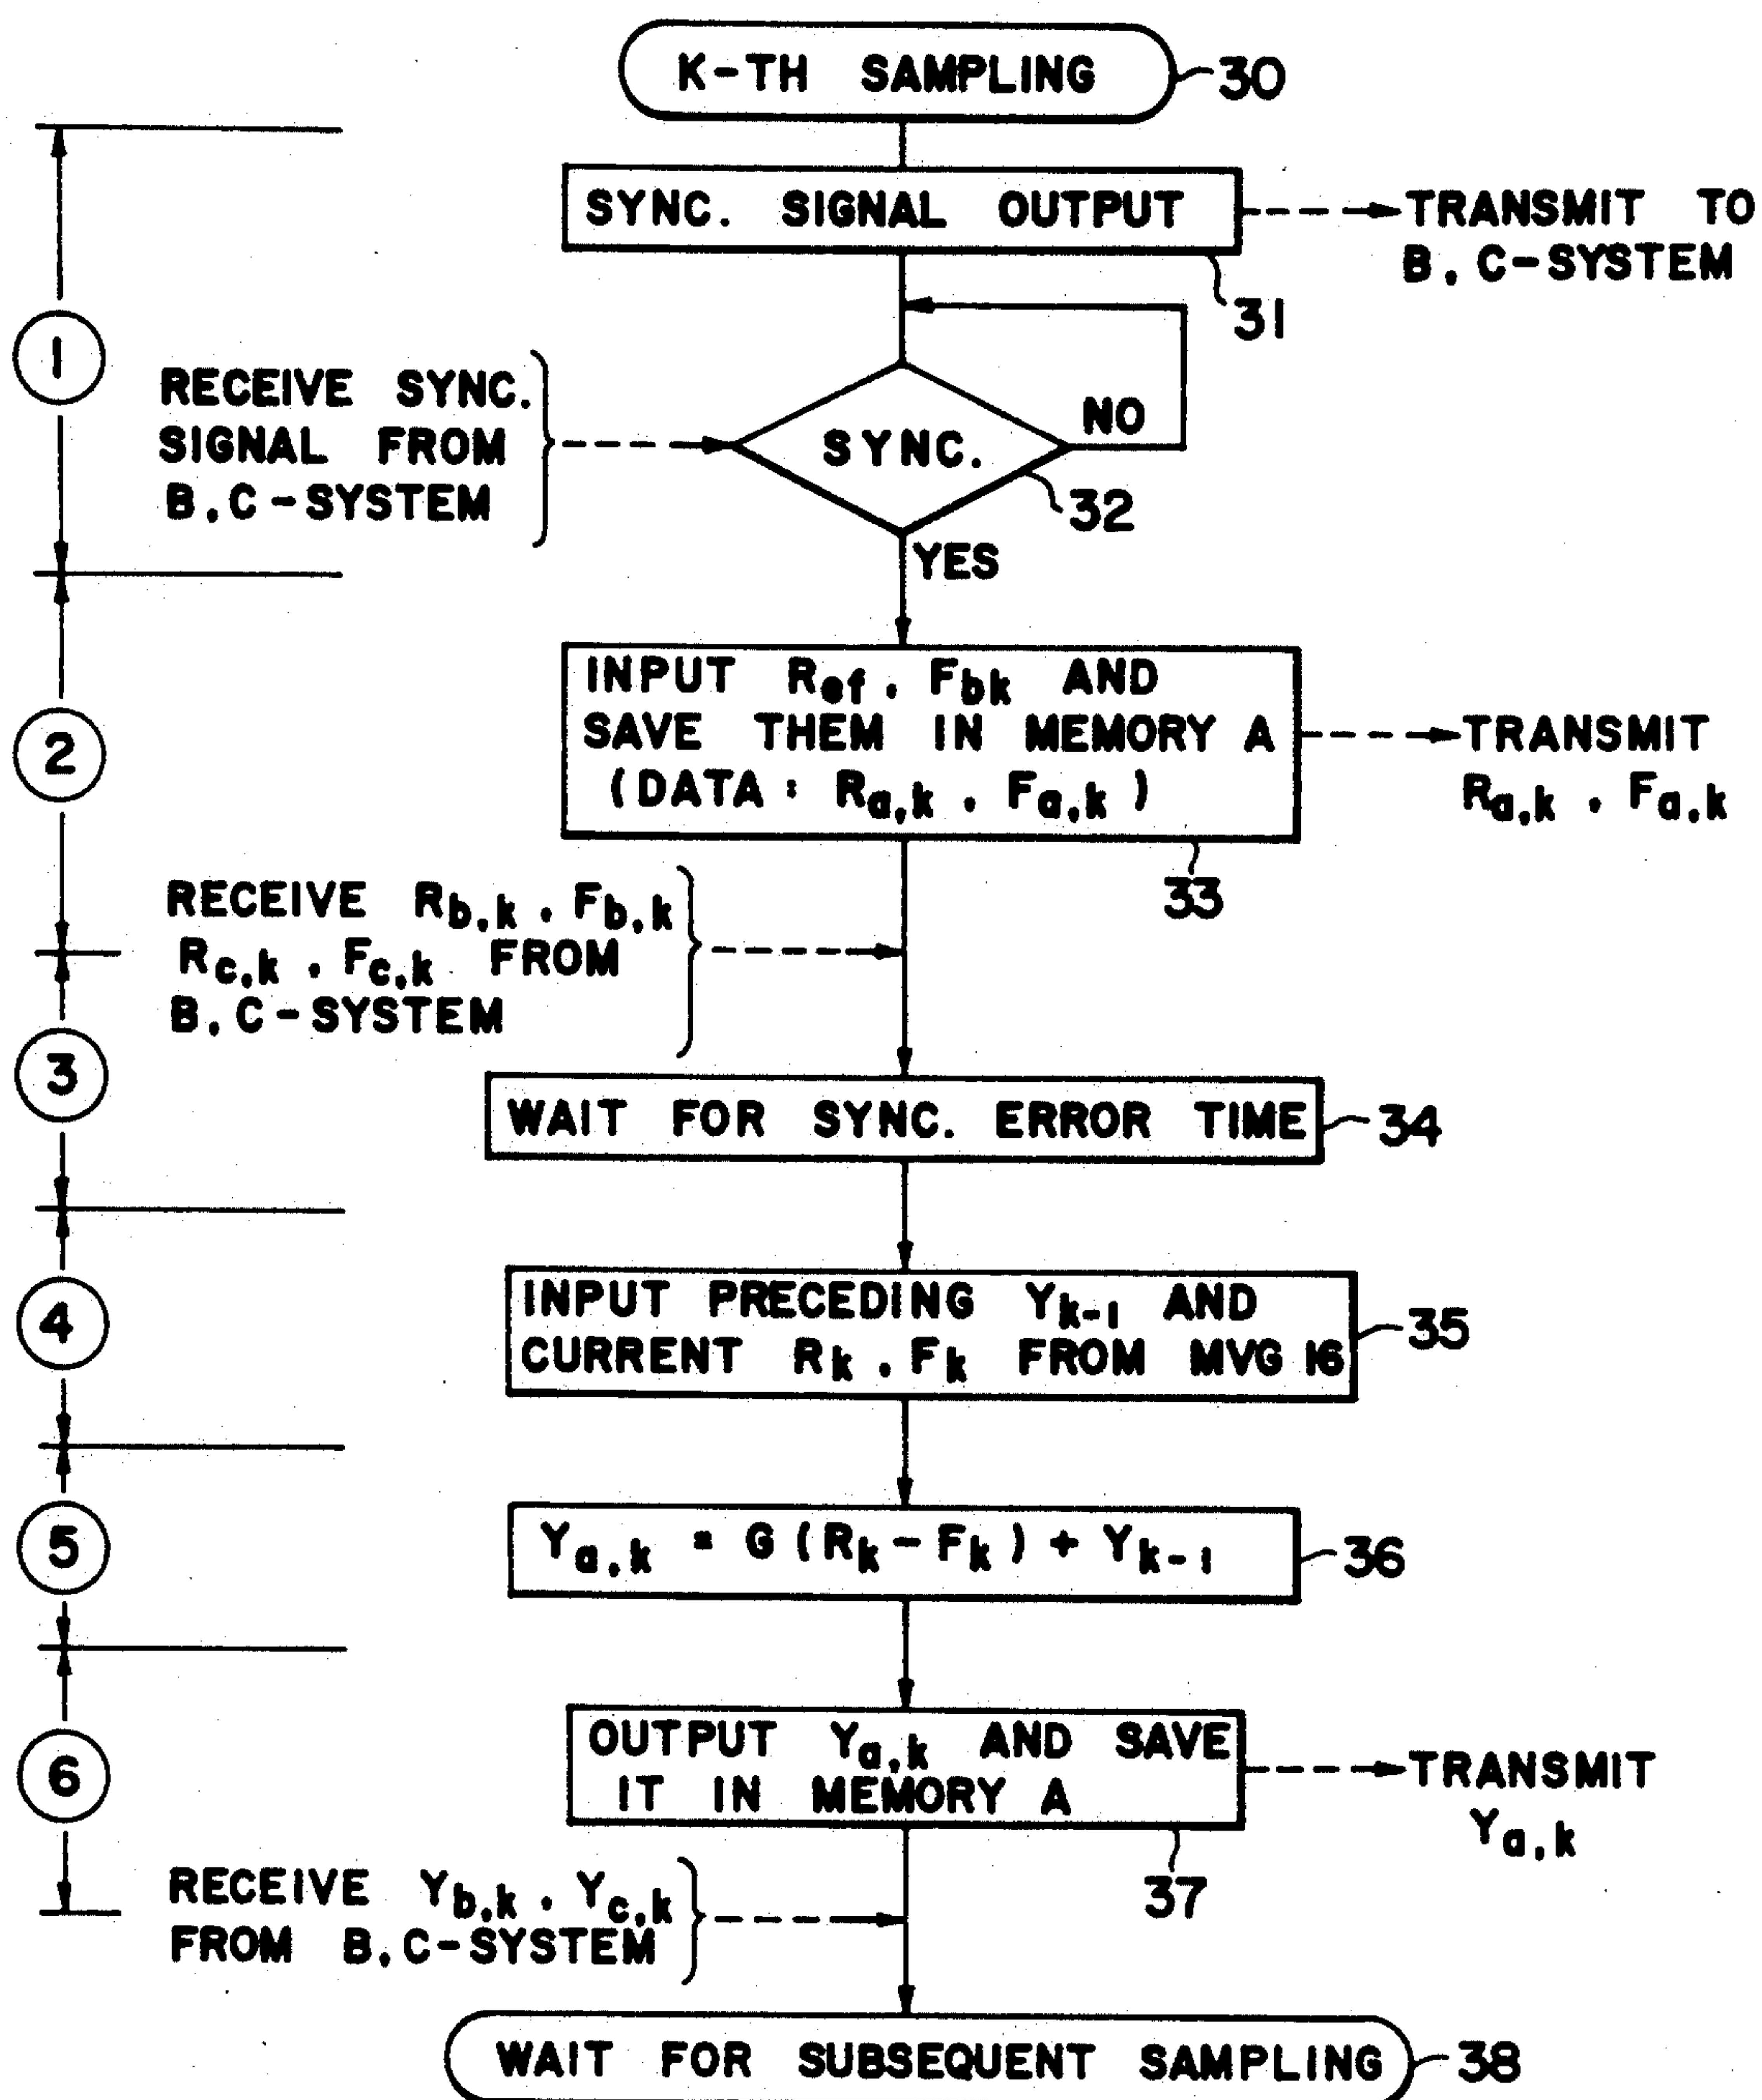 K-TH SAMPLING
30
SYNC. SIGNAL OUTPUT
TRANSMIT TO
B, C-SYSTEM
31
1
RECEIVE SYNC.
SIGNAL FROM
B, C-SYSTEM
SYNC.
NO
32
YES
2
INPUT Ref, Fbk AND
SAVE THEM IN MEMORY A
(DATA: Ra,k, Fa,k)
TRANSMIT
Ra,k, Fa,k
33
RECEIVE Rb,k, Fb,k
Rc,k, Fc,k FROM
B, C-SYSTEM
3
WAIT FOR SYNC. ERROR TIME
34
4
INPUT PRECEDING Yk-1 AND
CURRENT Rk, Fk FROM MVG 16
35
5
Ya,k = G(Rk-Fk) + Yk-1
36
6
OUTPUT Ya,k AND SAVE
IT IN MEMORY A
TRANSMIT
Ya,k
37
RECEIVE Yb,k, Yc,k
FROM B, C-SYSTEM
WAIT FOR SUBSEQUENT SAMPLING
38